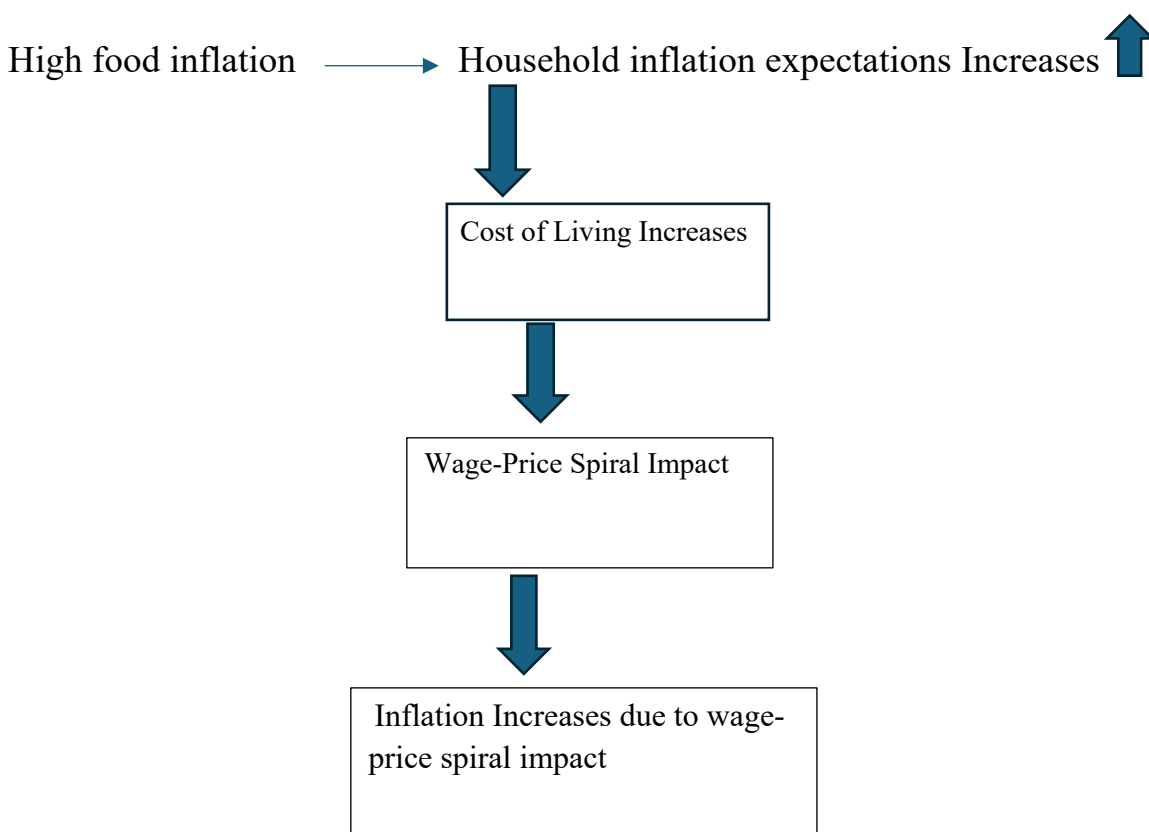 High food inflation Household inflation expectations Increases
Cost of Living Increases
Wage-Price Spiral Impact
Inflation Increases due to wage-
price spiral impact